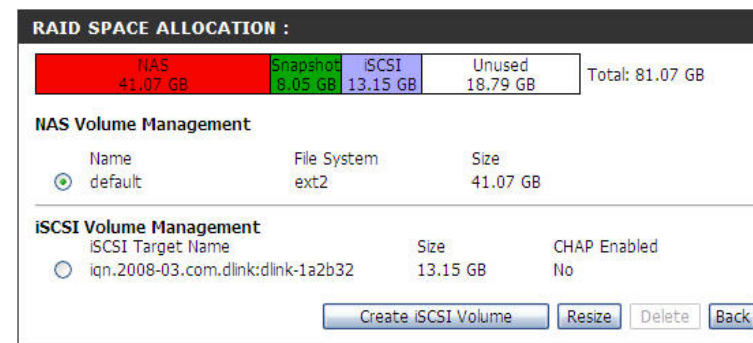 RAID SPACE ALLOCATION :
NAS Snapshot iSCSI Unused
41.07 GB 8.05 GB 13.15 GB 18.79 GB Total: 81.07 GB
NAS Volume Management
Name File System Size
default ext2 41.07 GB
iSCSI Volume Management
iSCSI Target Name Size CHAP Enabled
iqn.2008-03.com.dlink:dlink-1a2b32 13.15 GB No
Create iSCSI Volume Resize Delete Back